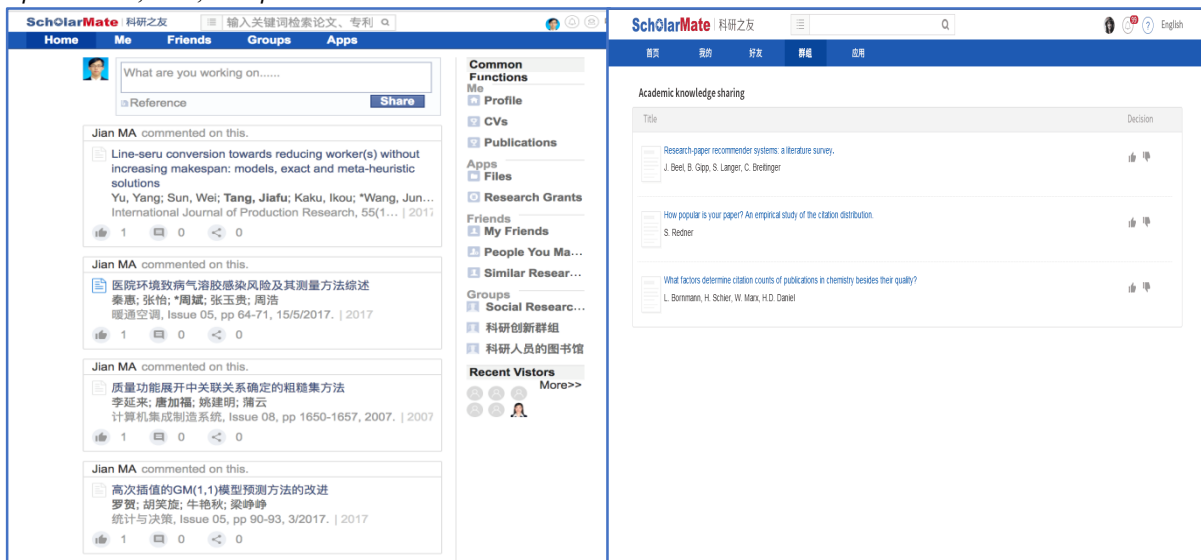 ScholarMate 科研之友
输入关键词检索论文、专利
Home Me Friends Groups Apps
What are you working on......
Reference Share
Jian MA commented on this.
Line-seru conversion towards reducing worker(s) without
increasing makespan: models, exact and meta-heuristic
solutions
Yu, Yang; Sun, Wei; Tang, Jiafu; Kaku, Ikou; *Wang, Jun...
International Journal of Production Research, 55(1... | 2017
1 0 0
Jian MA commented on this.
医院环境致病气溶胶感染风险及其测量方法综述
秦惠; 张怡; *周斌; 张玉贵; 周浩
暖通空调, Issue 05, pp 64-71, 15/5/2017. | 2017
1 0 0
Jian MA commented on this.
质量功能展开中关联关系确定的粗糙集方法
李延来; 唐加福; 姚建明; 蒲云
计算机集成制造系统, Issue 08, pp 1650-1657, 2007. | 2007
1 0 0
Jian MA commented on this.
高次插值的GM(1,1)模型预测方法的改进
罗贺; 胡笑旋; 牛艳秋; 梁峥峥
统计与决策, Issue 05, pp 90-93, 3/2017. | 2017
1 0 0
Common
Functions
Me
Profile
CVs
Publications
Apps
Files
Research Grants
Friends
My Friends
People You Ma...
Similar Resear...
Groups
Social Researc...
科研创新群组
科研人员的图书馆
Recent Vistors
More>>
ScholarMate 科研之友
English
首页 我的 好友 群组 应用
Academic knowledge sharing
Title Decision
Research-paper recommender systems: a literature survey.
J. Beel, B. Gipp, S. Langer, C. Breitinger
How popular is your paper? An empirical study of the citation distribution.
S. Redner
What factors determine citation counts of publications in chemistry besides their quality?
L. Bornmann, H. Schier, W. Marx, H.D. Daniel